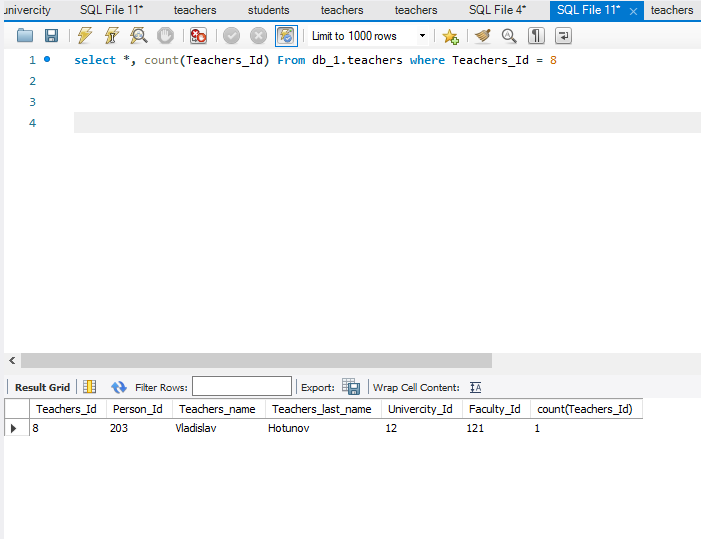 univercity SQL File 11* teachers students teachers teachers SQL File 4* SQL File 11* × teachers
Limit to 1000 rows
1 select *, count(Teachers_Id) From db_1.teachers where Teachers_Id = 8
2
3
4
Result Grid Filter Rows: Export: Wrap Cell Content: IA
Teachers_Id Person_Id Teachers_name Teachers_last_name Univercity_Id Faculty_Id count(Teachers_Id)
8 203 Vladislav Hotunov 12 121 1